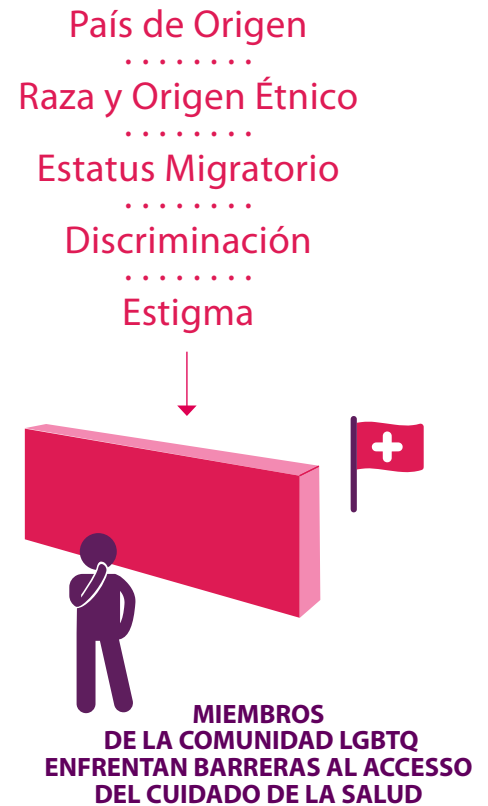 País de Origen
Raza y Origen Étnico
Estatus Migratorio
Discriminación
Estigma
MIEMBROS
DE LA COMUNIDAD LGBTQ
ENFRENTAN BARRERAS AL ACCESSO
DEL CUIDADO DE LA SALUD